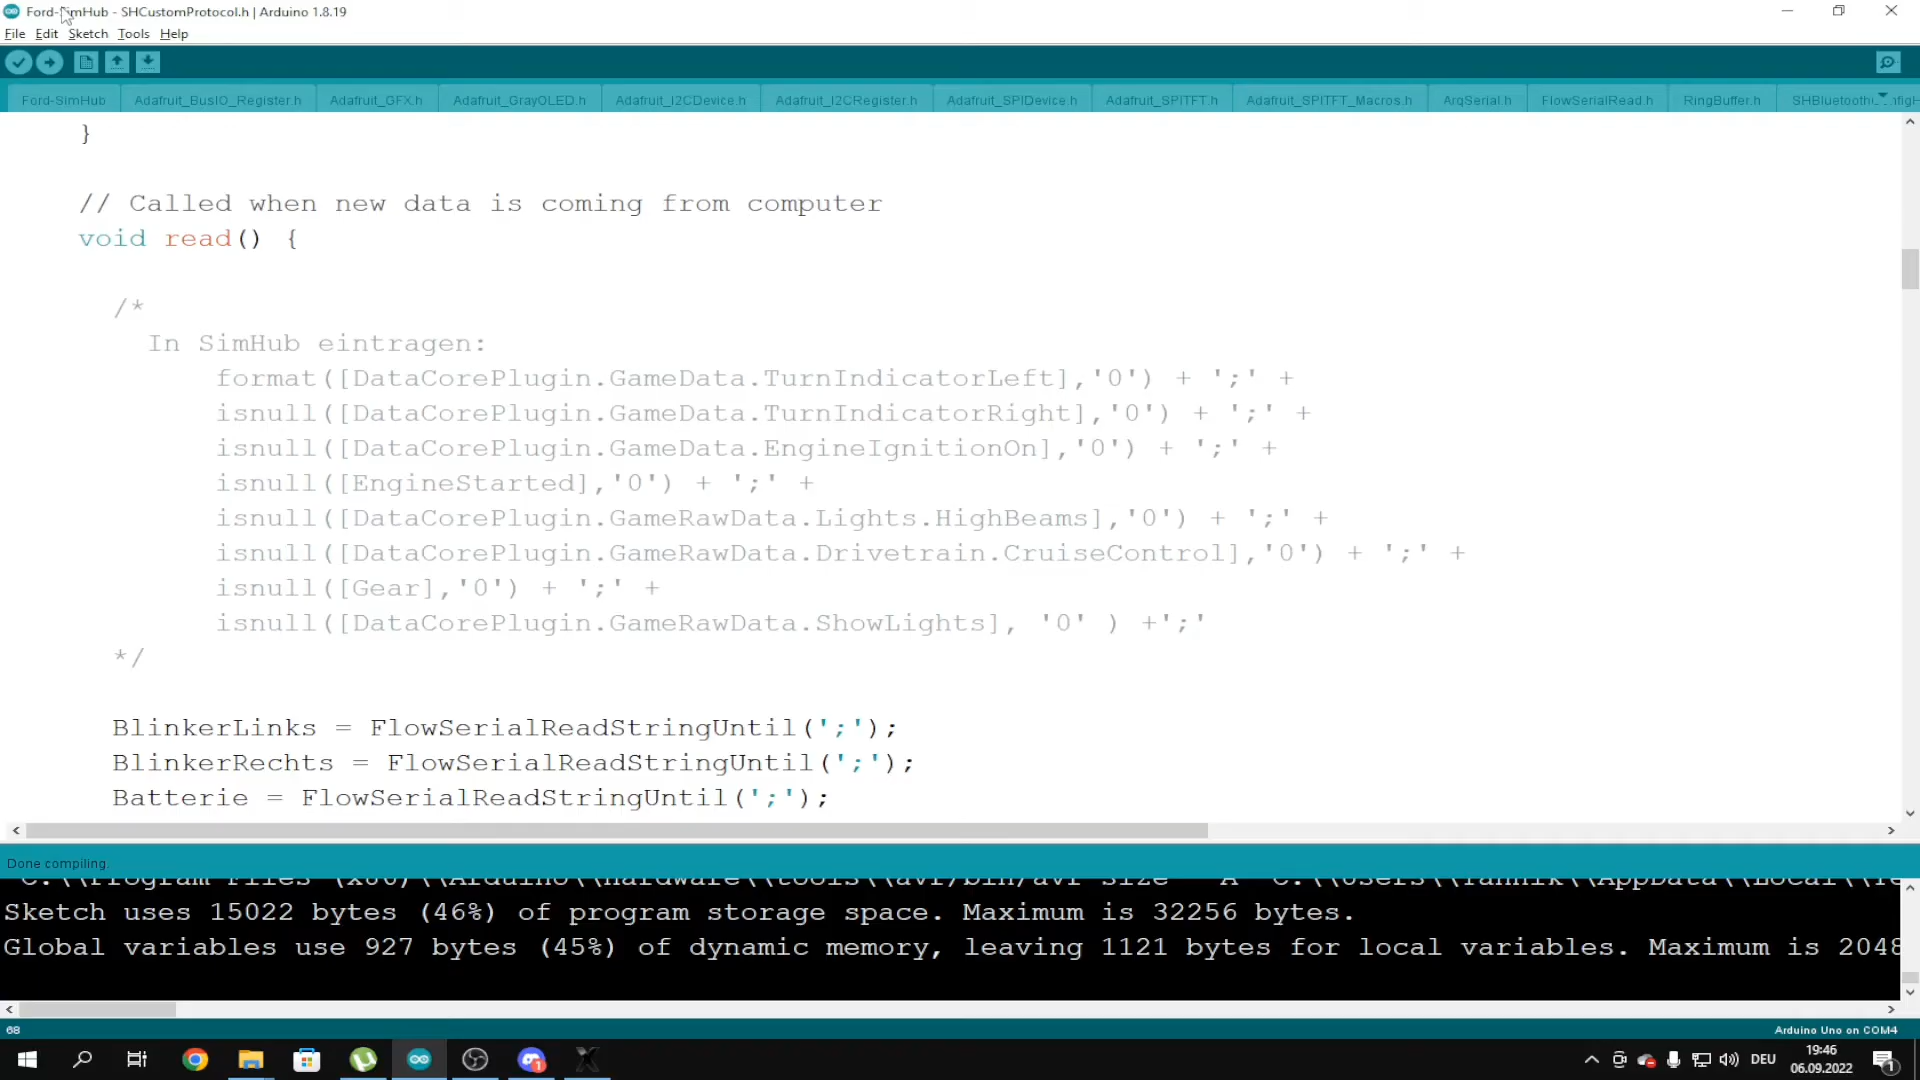 Ford-SimHub - SHCustomProtocol.h | Arduino 1.8.19
File Edit Sketch Tools Help
Ford-SimHub Adafruit_BusIO_Register.h Adafruit_GFX.h Adafruit_GrayOLED.h Adafruit_I2CDevice.h Adafruit_I2CRegister.h Adafruit_SPIDevice.h Adafruit_SPITFT.h Adafruit_SPITFT_Macros.h ArqSerial.h FlowSerialRead.h RingBuffer.h
}
// Called when new data is coming from computer
void read() {
/*
In SimHub eintragen:
format([DataCorePlugin.GameData.TurnIndicatorLeft],'0') + ';' +
isnull([DataCorePlugin.GameData.TurnIndicatorRight],'0') + ';' +
isnull([DataCorePlugin.GameData.EngineIgnitionOn],'0') + ';' +
isnull([EngineStarted],'0') + ';' +
isnull([DataCorePlugin.GameRawData.Lights.HighBeams],'0') + ';' +
isnull([DataCorePlugin.GameRawData.Drivetrain.CruiseControl],'0') + ';' +
isnull([Gear],'0') + ';' +
isnull([DataCorePlugin.GameRawData.ShowLights], '0' ) +';'
*/
BlinkerLinks = FlowSerialReadStringUntil(';');
BlinkerRechts = FlowSerialReadStringUntil(';');
Batterie = FlowSerialReadStringUntil(';');
Done compiling.
Sketch uses 15022 bytes (46%) of program storage space. Maximum is 32256 bytes.
Global variables use 927 bytes (45%) of dynamic memory, leaving 1121 bytes for local variables. Maximum is 2048
68
Arduino Uno on COM4
DEU
19:46
06.09.2022